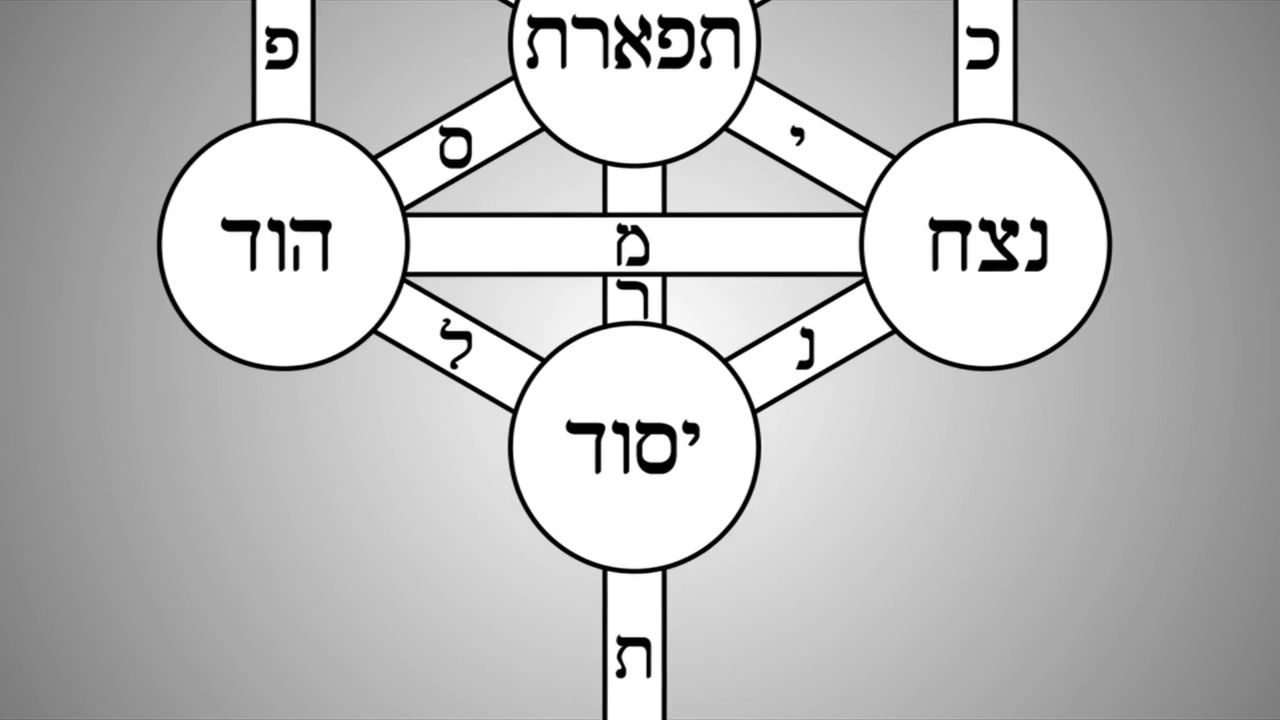 כ
תפארת
פ
י
ס
נצח
מ
הוד
ר
נ
ל
יסוד
ת